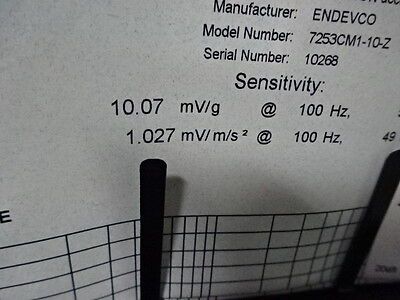 Manufacturer: ENDEVCO
Model Number: 7253CM1-10-Z
Serial Number: 10268
Sensitivity:
10.07 mV/g @ 100 Hz,
1.027 mV/ m/s ² @ 100 Hz, 49
E